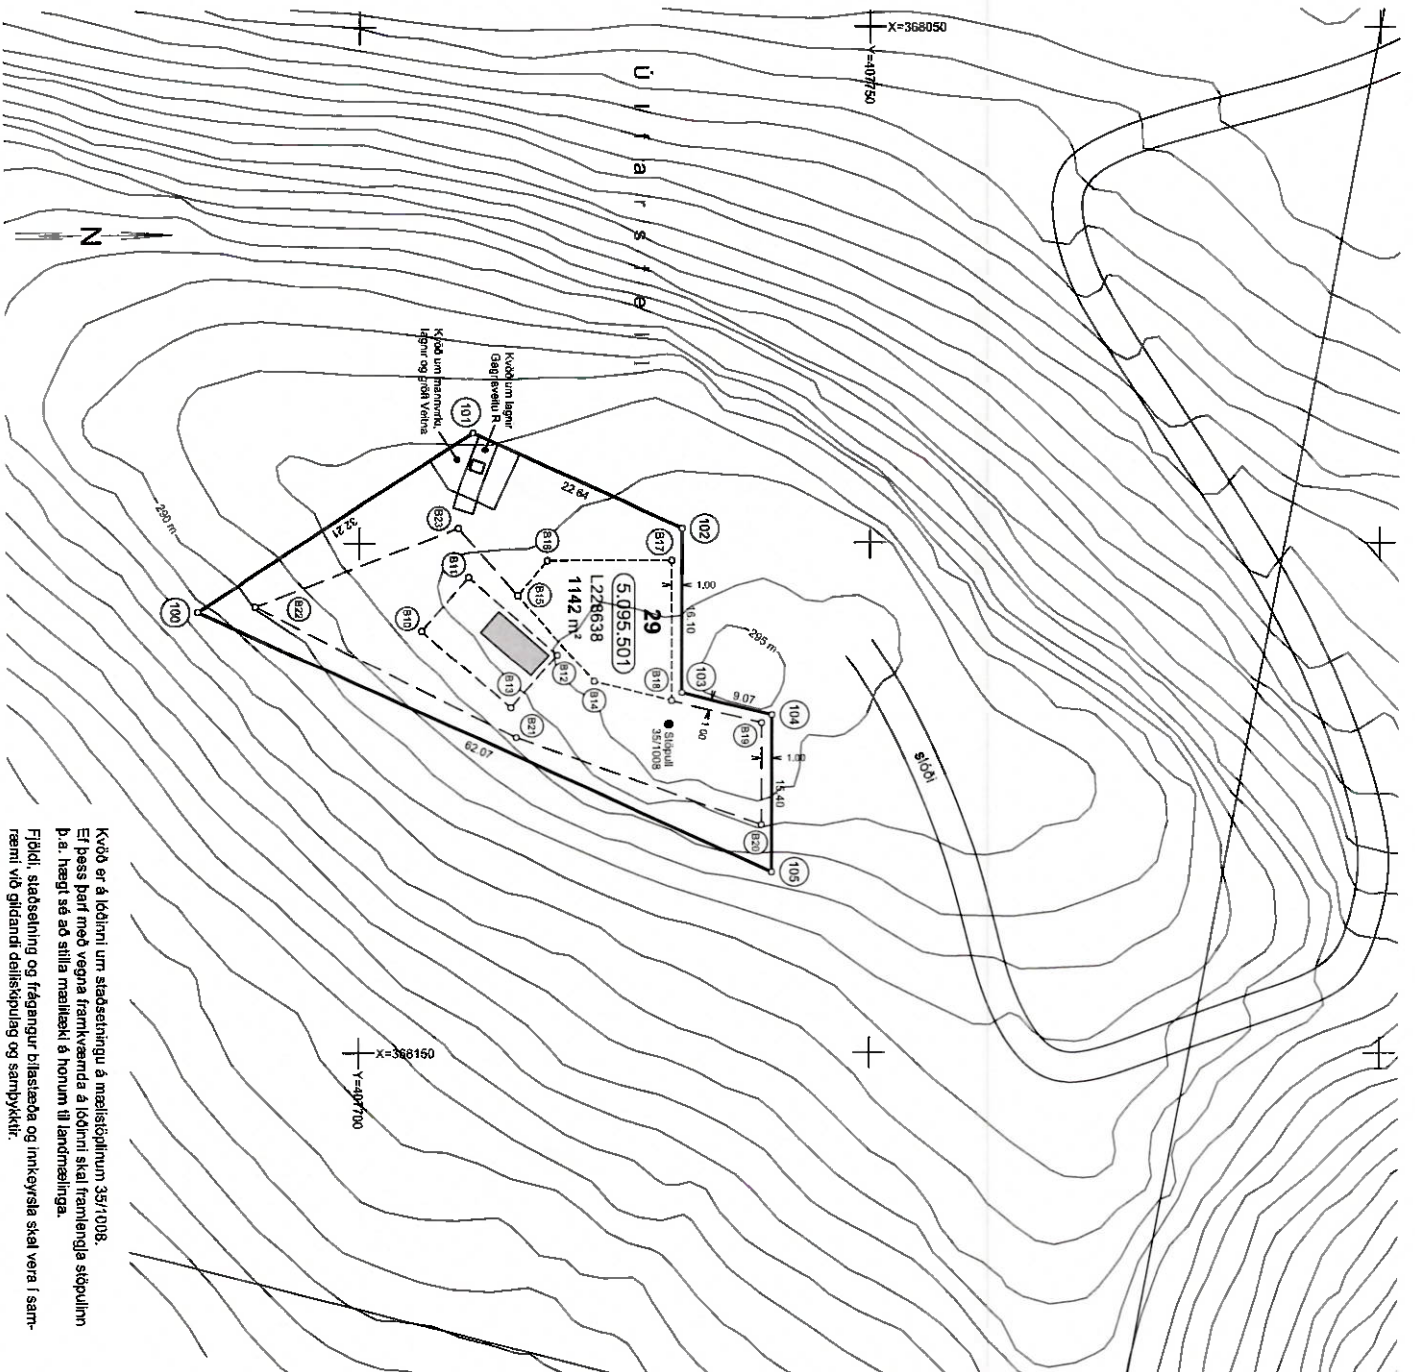 X=368050
Y=407750
Úlfarsfell
N
Kvöð um lagnir
Gagnaveitu R
Kvöð um mannvirki,
lagnir og gröft Veitna
101
102
103
104
105
100
22.64
16.10
9.07
15.40
62.07
32.21
1.00
1.00
1.00
B17
B16
B15
B23
B11
B10
B22
B12
B13
B14
B18
B19
B20
B21
29
5.095.501
L228638
1142 m²
Stöpull
35/1008
295 m
290 m
slóði
X=368150
Y=407700
Kvöð er á lóðinni um staðsetningu á mælistöplinum 35/1008.
Ef þess þarf með vegna framkvæmda á lóðinni skal framlengja stöpulinn
þ.a. hægt sé að stilla mælitæki á honum til landmælinga.
Fjöldi, staðsetning og frágangur bílastæða og innkeyrsla skal vera í sam-
ræmi við gildandi deiliskipulag og samþykktir.